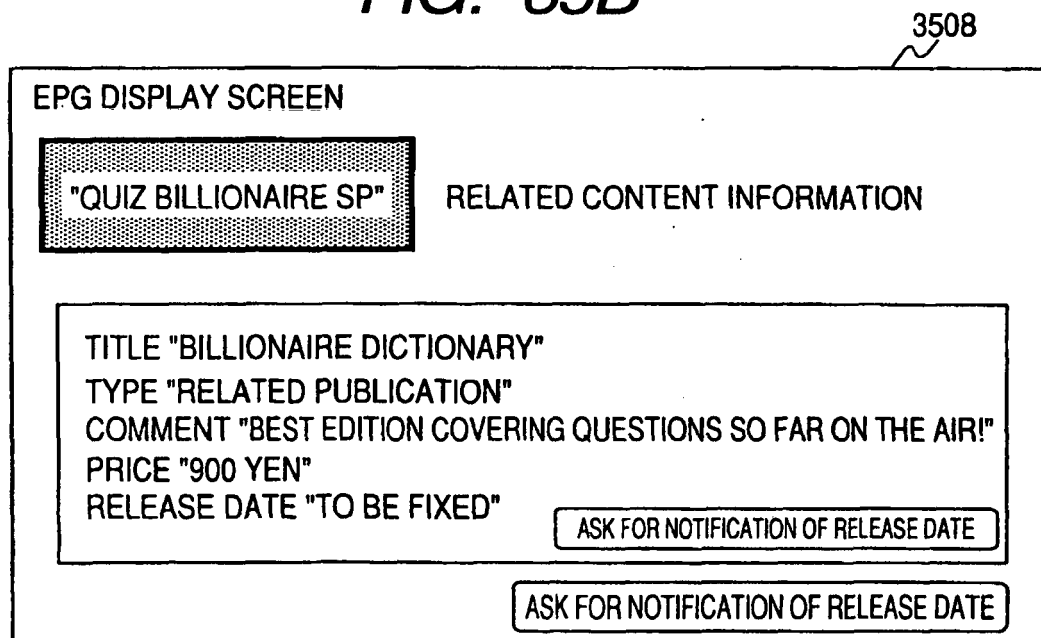 FIG. 35B
3508
EPG DISPLAY SCREEN
"QUIZ BILLIONAIRE SP" RELATED CONTENT INFORMATION
TITLE "BILLIONAIRE DICTIONARY"
TYPE "RELATED PUBLICATION"
COMMENT "BEST EDITION COVERING QUESTIONS SO FAR ON THE AIR!"
PRICE "900 YEN"
RELEASE DATE "TO BE FIXED"
ASK FOR NOTIFICATION OF RELEASE DATE
ASK FOR NOTIFICATION OF RELEASE DATE